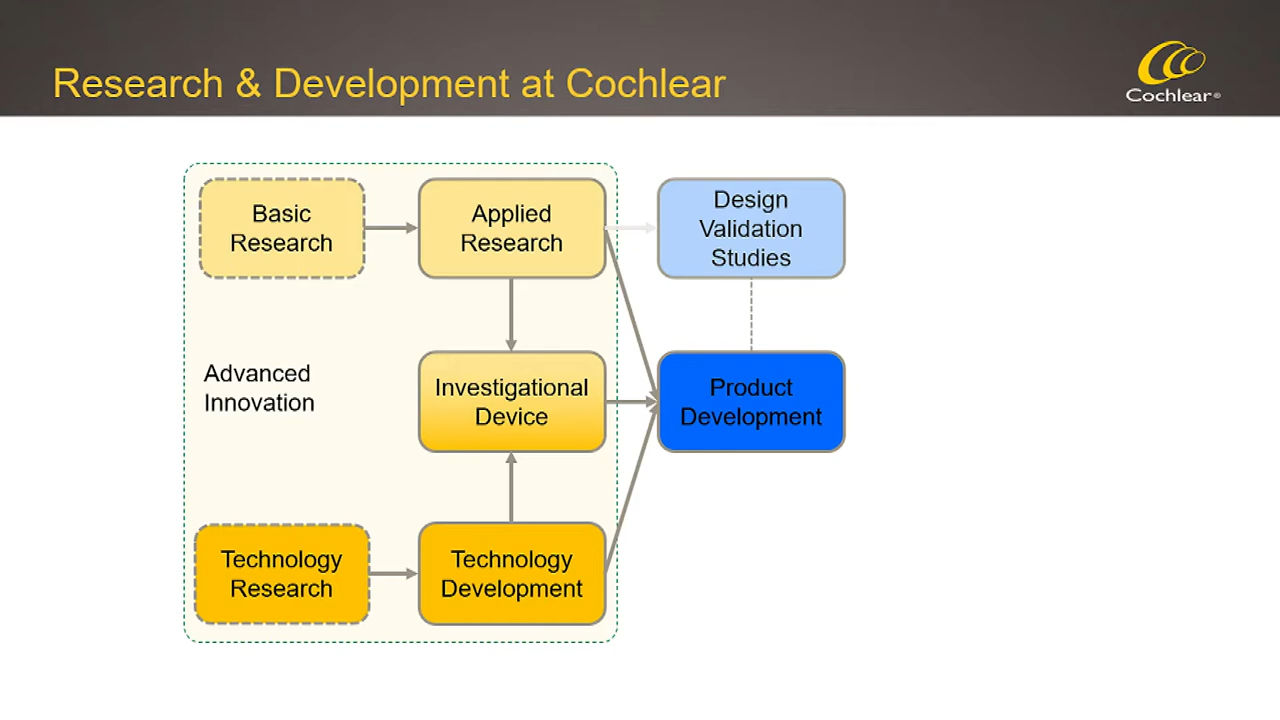 Research & Development at Cochlear
Cochlear®
Basic
Research
Applied
Research
Design
Validation
Studies
Advanced
Innovation
Investigational
Device
Product
Development
Technology
Research
Technology
Development